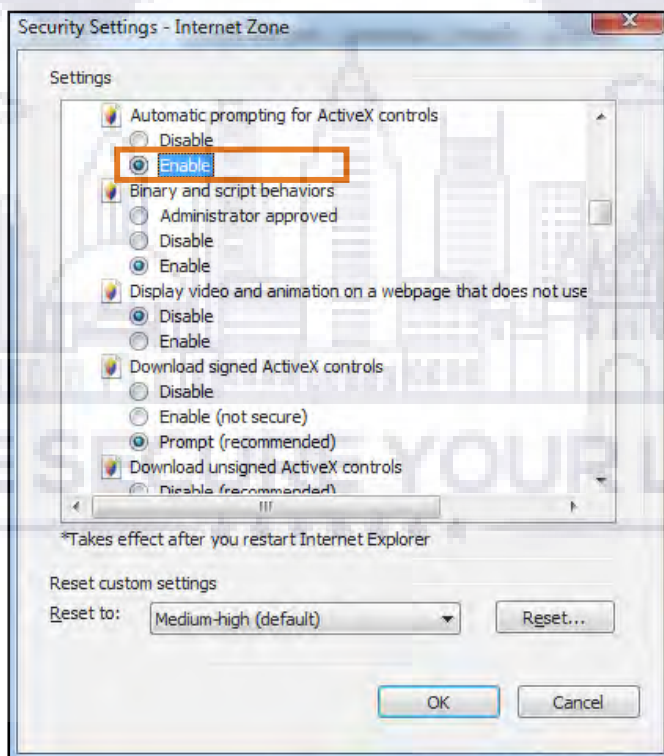 Security Settings - Internet Zone
Settings
Automatic prompting for ActiveX controls
Disable
Enable
Binary and script behaviors
Administrator approved
Disable
Enable
Display video and animation on a webpage that does not use
Disable
Enable
Download signed ActiveX controls
Disable
Enable (not secure)
Prompt (recommended)
Download unsigned ActiveX controls
Disable (recommended)
*Takes effect after you restart Internet Explorer
Reset custom settings
Reset to:
Medium-high (default)
Reset...
OK
Cancel